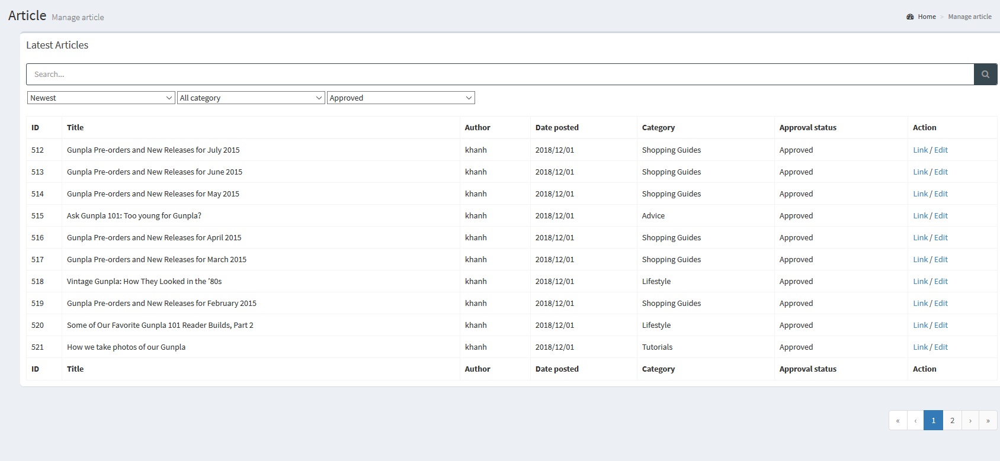 Article Manage article
Home > Manage article
Latest Articles
Search...
Newest All category Approved
ID Title Author Date posted Category Approval status Action
512 Gunpla Pre-orders and New Releases for July 2015 khanh 2018/12/01 Shopping Guides Approved Link / Edit
513 Gunpla Pre-orders and New Releases for June 2015 khanh 2018/12/01 Shopping Guides Approved Link / Edit
514 Gunpla Pre-orders and New Releases for May 2015 khanh 2018/12/01 Shopping Guides Approved Link / Edit
515 Ask Gunpla 101: Too young for Gunpla? khanh 2018/12/01 Advice Approved Link / Edit
516 Gunpla Pre-orders and New Releases for April 2015 khanh 2018/12/01 Shopping Guides Approved Link / Edit
517 Gunpla Pre-orders and New Releases for March 2015 khanh 2018/12/01 Shopping Guides Approved Link / Edit
518 Vintage Gunpla: How They Looked in the ’80s khanh 2018/12/01 Lifestyle Approved Link / Edit
519 Gunpla Pre-orders and New Releases for February 2015 khanh 2018/12/01 Shopping Guides Approved Link / Edit
520 Some of Our Favorite Gunpla 101 Reader Builds, Part 2 khanh 2018/12/01 Lifestyle Approved Link / Edit
521 How we take photos of our Gunpla khanh 2018/12/01 Tutorials Approved Link / Edit
ID Title Author Date posted Category Approval status Action
« ‹ 1 2 › »